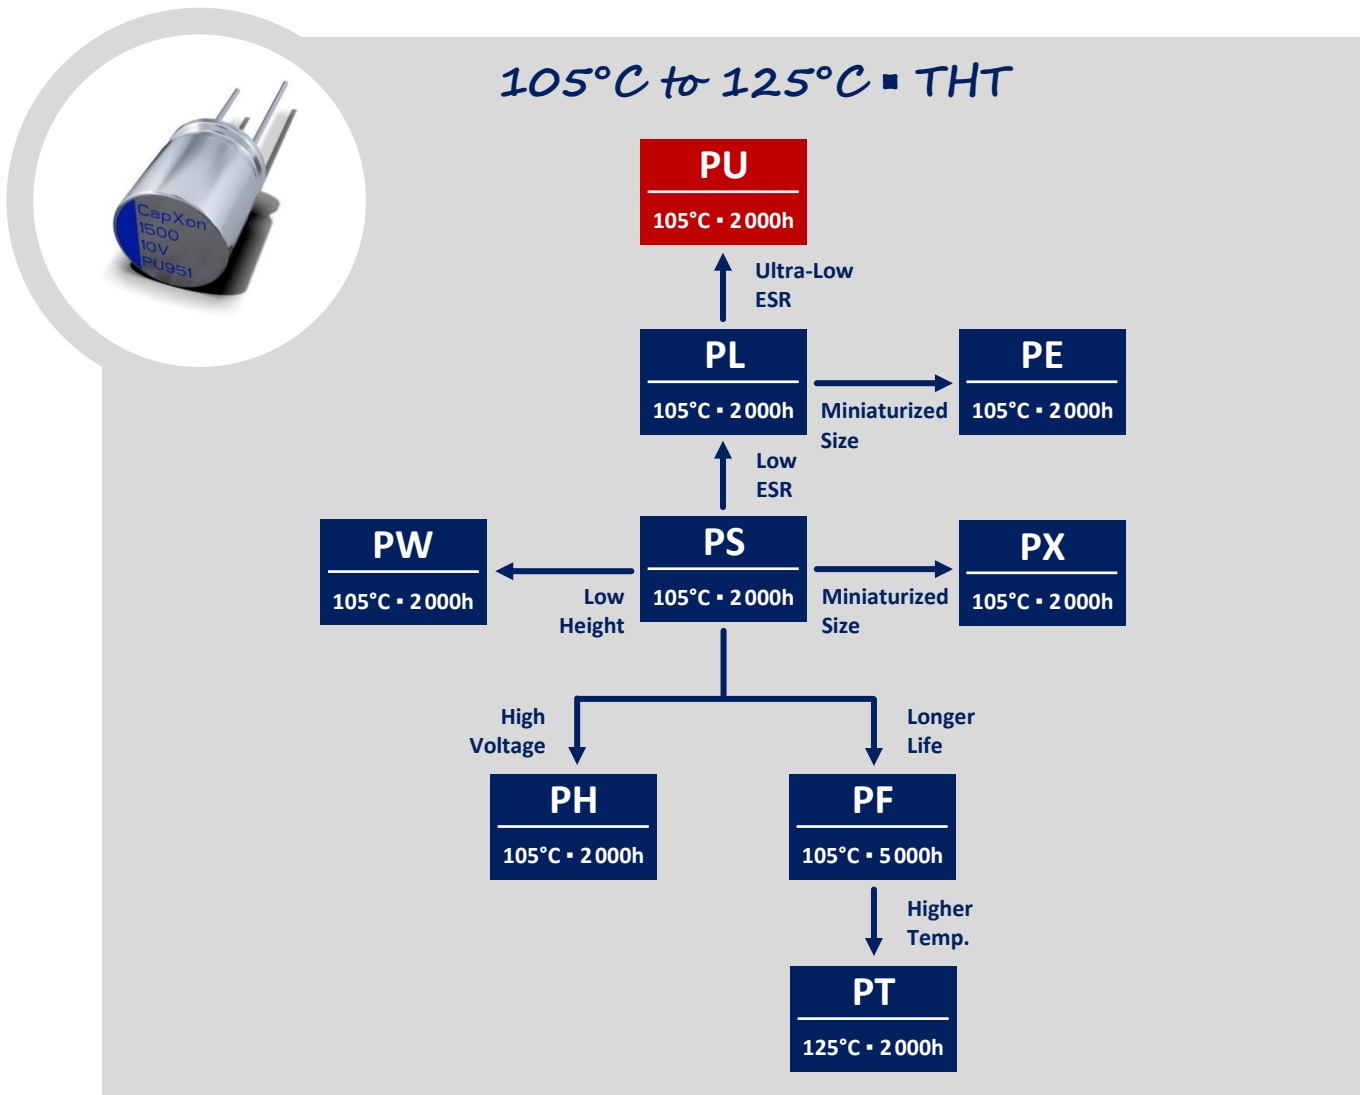 105°C to 125°C ▪ THT
CapXon
1500
10V
PU951
PU
105°C ▪ 2000h
Ultra-Low
ESR
PL
105°C ▪ 2000h
Miniaturized
Size
PE
105°C ▪ 2000h
Low
ESR
PW
105°C ▪ 2000h
Low
Height
PS
105°C ▪ 2000h
Miniaturized
Size
PX
105°C ▪ 2000h
High
Voltage
Longer
Life
PH
105°C ▪ 2000h
PF
105°C ▪ 5000h
Higher
Temp.
PT
125°C ▪ 2000h